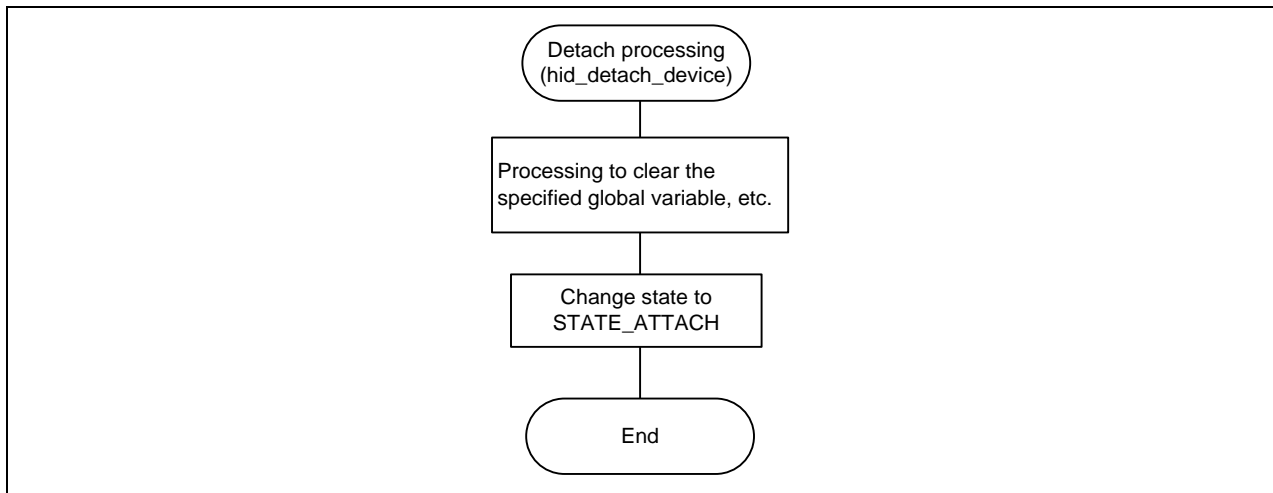 Detach processing
(hid_detach_device)
Processing to clear the
specified global variable, etc.
Change state to
STATE_ATTACH
End